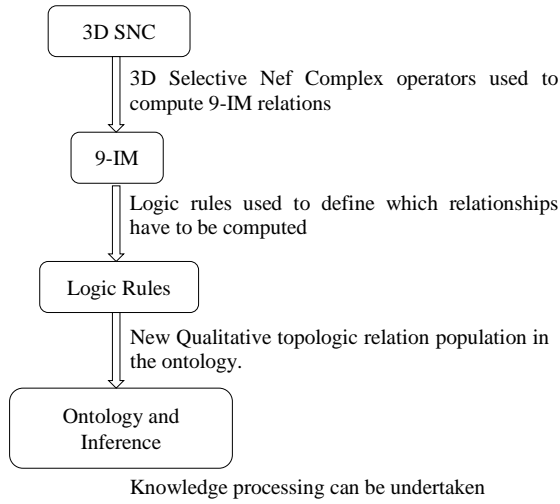 3D SNC
3D Selective Nef Complex operators used to
compute 9-IM relations
9-IM
Logic rules used to define which relationships
have to be computed
Logic Rules
New Qualitative topologic relation population in
the ontology.
Ontology and
Inference
Knowledge processing can be undertaken